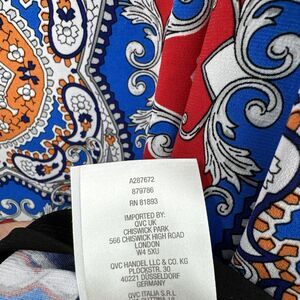 A287672
879786
RN 81893
IMPORTED BY:
QVC UK
CHISWICK PARK
566 CHISWICK HIGH ROAD
LONDON
W4 5XU
QVC HANDEL LLC & CO. KG
PLOCKSTR. 30
40221 DÜSSELDORF
GERMANY
QVC ITALIA S.R.L.